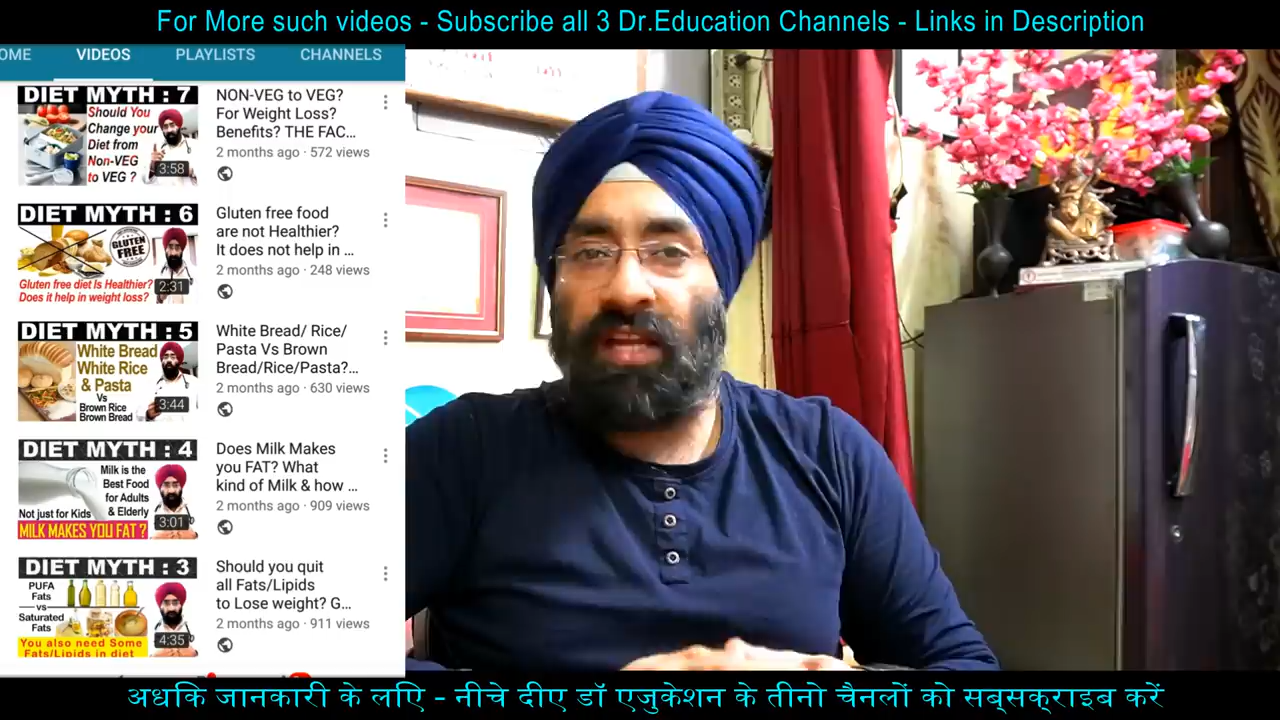 For More such videos - Subscribe all 3 Dr.Education Channels - Links in Description
OME VIDEOS PLAYLISTS CHANNELS
DIET MYTH : 7
Should You
Change your
Diet from
Non-VEG
to VEG ?
3:58
NON-VEG to VEG?
For Weight Loss?
Benefits? THE FAC...
2 months ago · 572 views
DIET MYTH : 6
GLUTEN
FREE
Gluten free diet Is Healthier?
Does it help in weight loss?
2:31
Gluten free food
are not Healthier?
It does not help in ...
2 months ago · 248 views
DIET MYTH : 5
White Bread
White Rice
& Pasta
Vs
Brown Rice
Brown Bread
3:44
White Bread/ Rice/
Pasta Vs Brown
Bread/Rice/Pasta?...
2 months ago · 630 views
DIET MYTH : 4
Milk is the
Best Food
for Adults
& Elderly
Not just for Kids
MILK MAKES YOU FAT ?
3:01
Does Milk Makes
you FAT? What
kind of Milk & how ...
2 months ago · 909 views
DIET MYTH : 3
PUFA
Fats
vs
Saturated
Fats
You also need Some
Fats/Lipids in diet
4:35
Should you quit
all Fats/Lipids
to Lose weight? G...
2 months ago · 911 views
अधकि जानकारी के लएि - नीचे दीए डॉ एजुकेशन के तीनो चैनलों को सब्सक्राइब करें